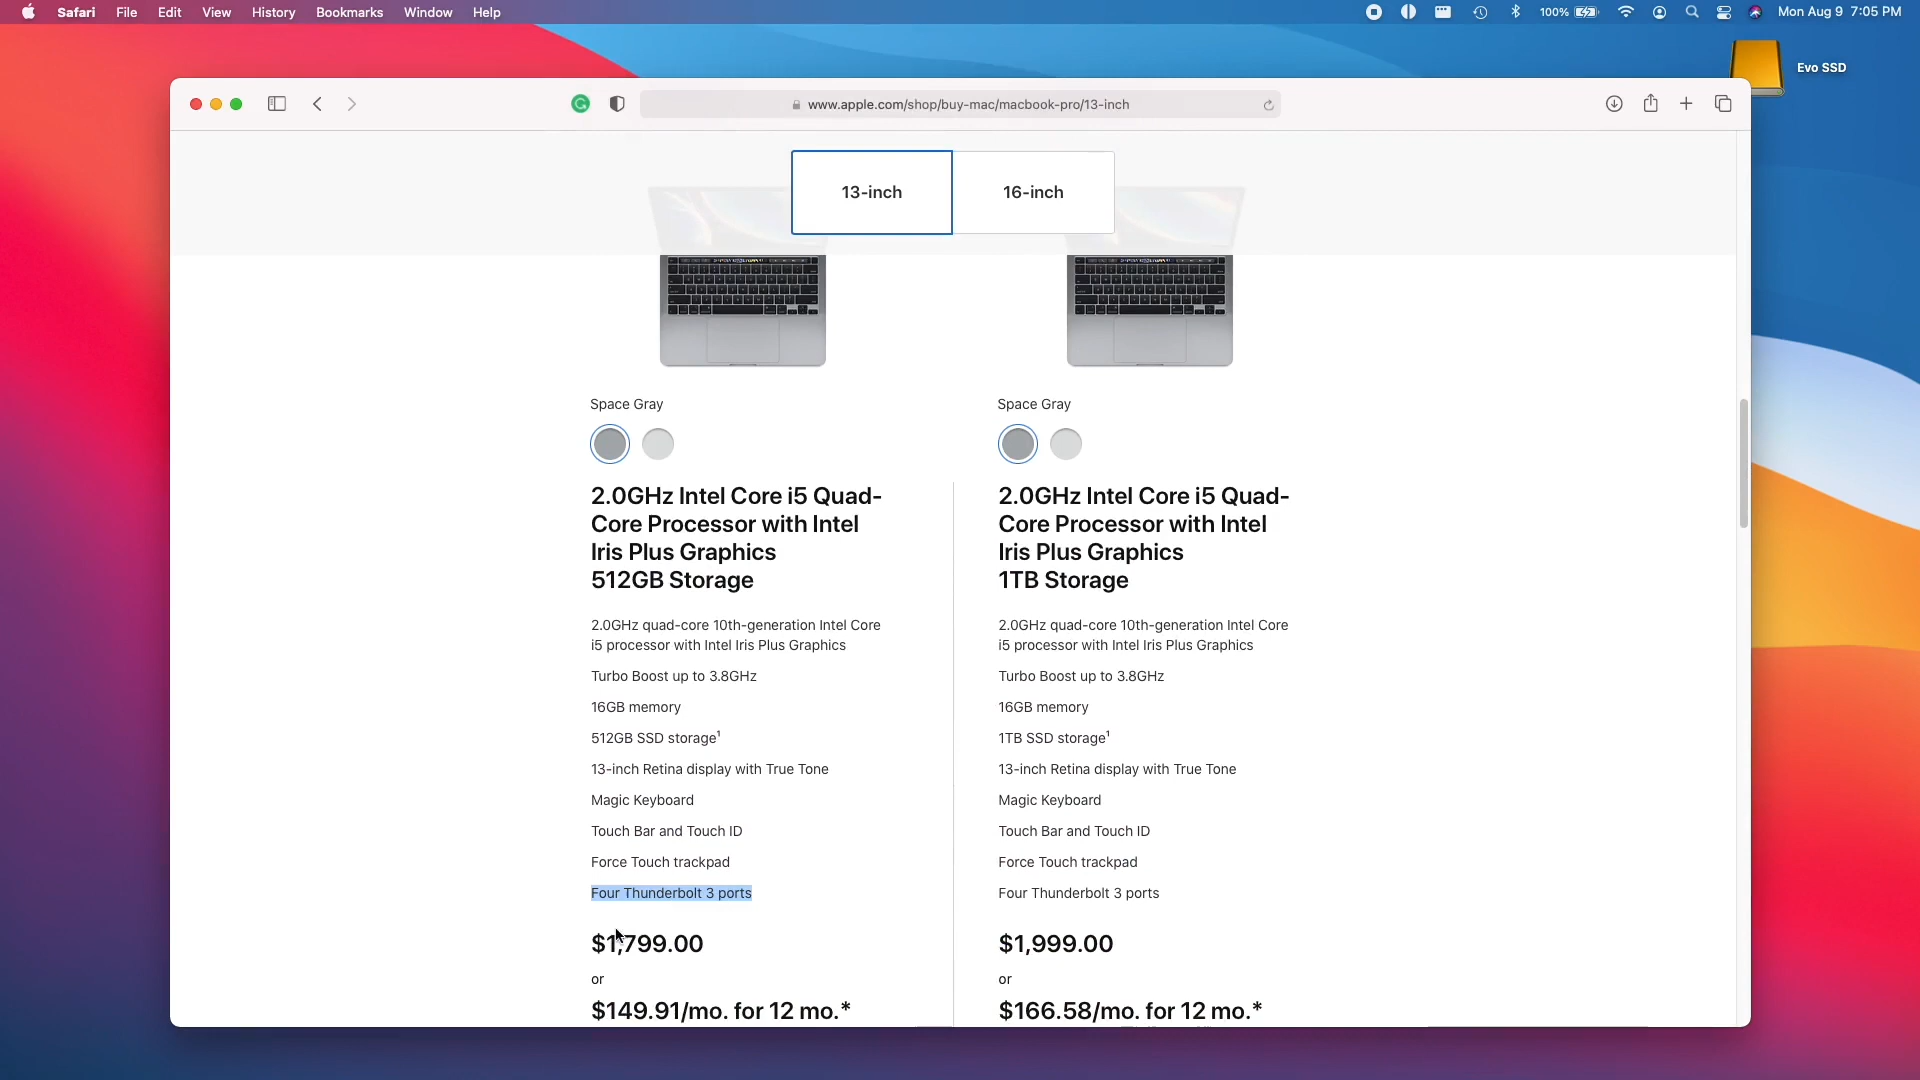 Safari File Edit View History Bookmarks Window Help 100% Mon Aug 9 7:05 PM
Evo SSD
www.apple.com/shop/buy-mac/macbook-pro/13-inch
13-inch 16-inch
Space Gray
2.0GHz Intel Core i5 Quad-
Core Processor with Intel
Iris Plus Graphics
512GB Storage
2.0GHz quad-core 10th-generation Intel Core
i5 processor with Intel Iris Plus Graphics
Turbo Boost up to 3.8GHz
16GB memory
512GB SSD storage¹
13-inch Retina display with True Tone
Magic Keyboard
Touch Bar and Touch ID
Force Touch trackpad
Four Thunderbolt 3 ports
$1,799.00
or
$149.91/mo. for 12 mo.*
Space Gray
2.0GHz Intel Core i5 Quad-
Core Processor with Intel
Iris Plus Graphics
1TB Storage
2.0GHz quad-core 10th-generation Intel Core
i5 processor with Intel Iris Plus Graphics
Turbo Boost up to 3.8GHz
16GB memory
1TB SSD storage¹
13-inch Retina display with True Tone
Magic Keyboard
Touch Bar and Touch ID
Force Touch trackpad
Four Thunderbolt 3 ports
$1,999.00
or
$166.58/mo. for 12 mo.*